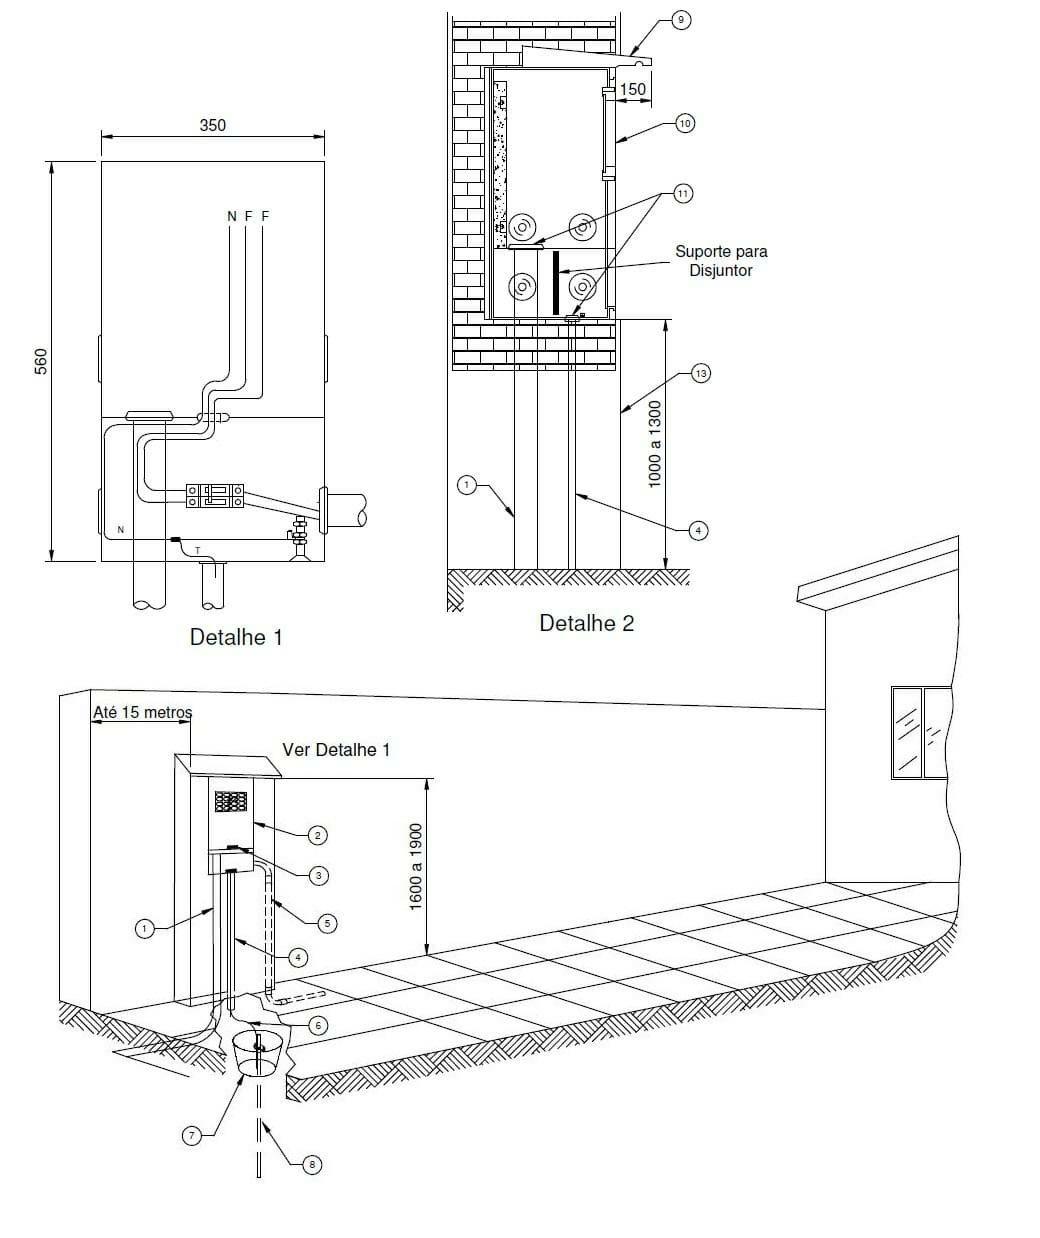 9
150
350
10
11
N F F
Suporte para
Disjuntor
560
13
1000 a 1300
1
4
N
T
Detalhe 1
Detalhe 2
Até 15 metros
Ver Detalhe 1
1600 a 1900
2
3
1
5
4
6
7
8